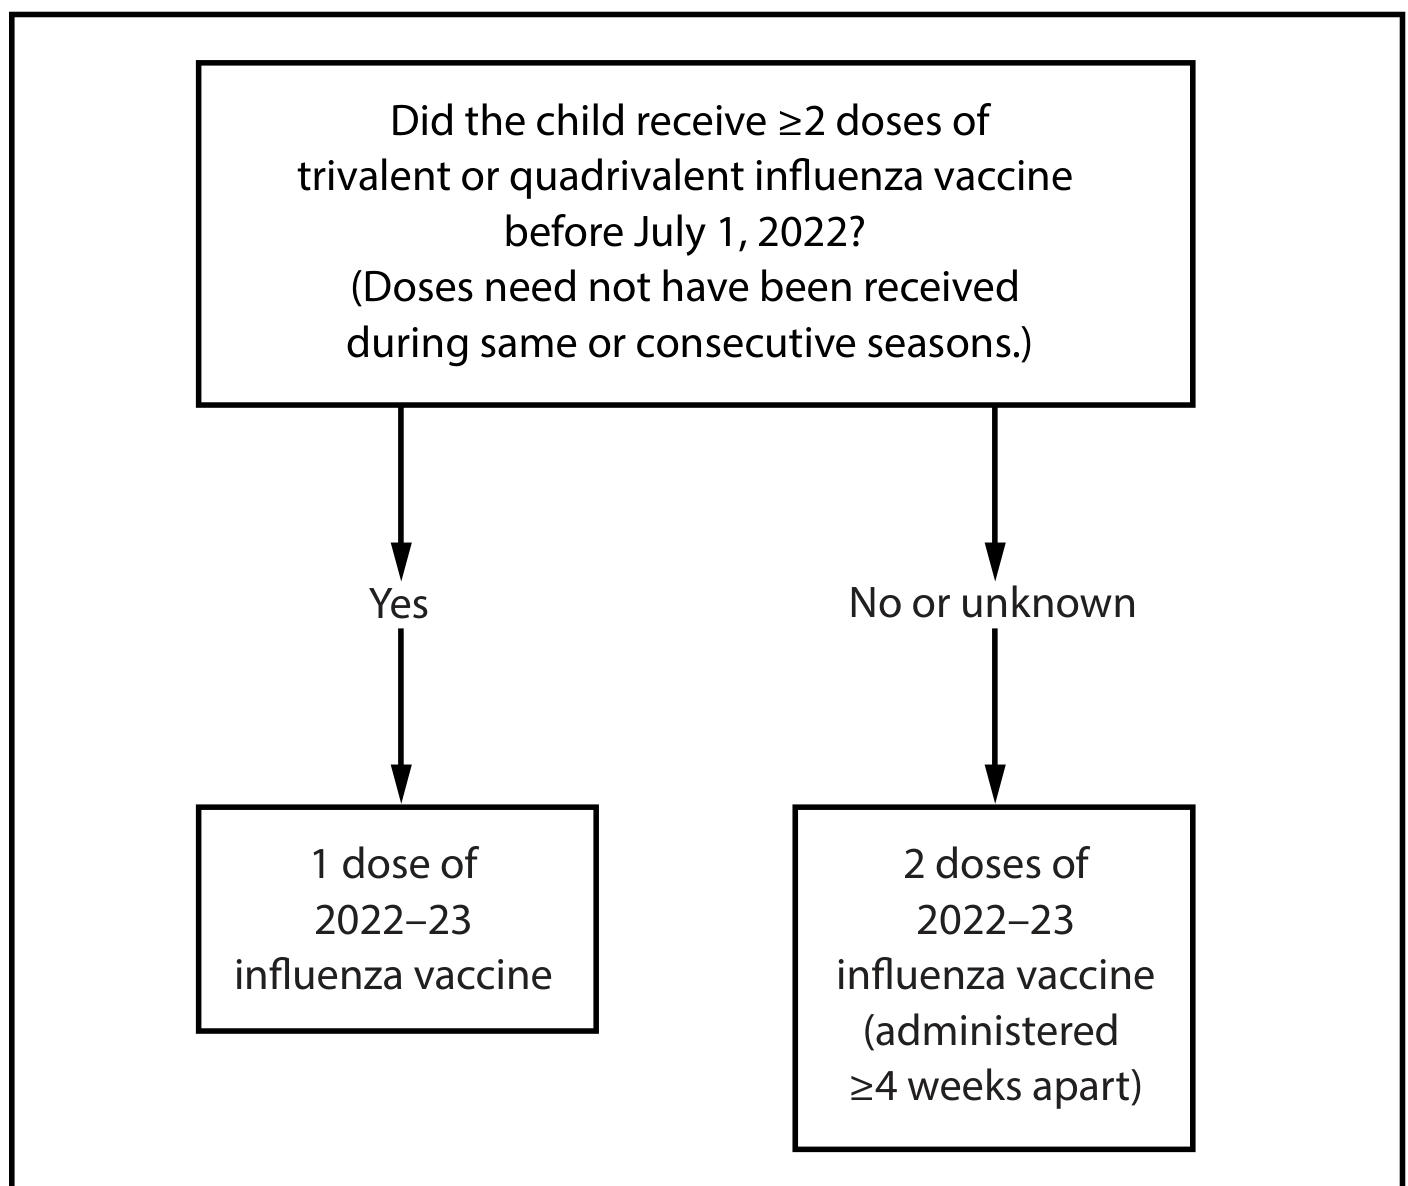 Did the child receive ≥2 doses of
trivalent or quadrivalent influenza vaccine
before July 1, 2022?
(Doses need not have been received
during same or consecutive seasons.)
Yes
No or unknown
1 dose of
2022–23
influenza vaccine
2 doses of
2022–23
influenza vaccine
(administered
≥4 weeks apart)